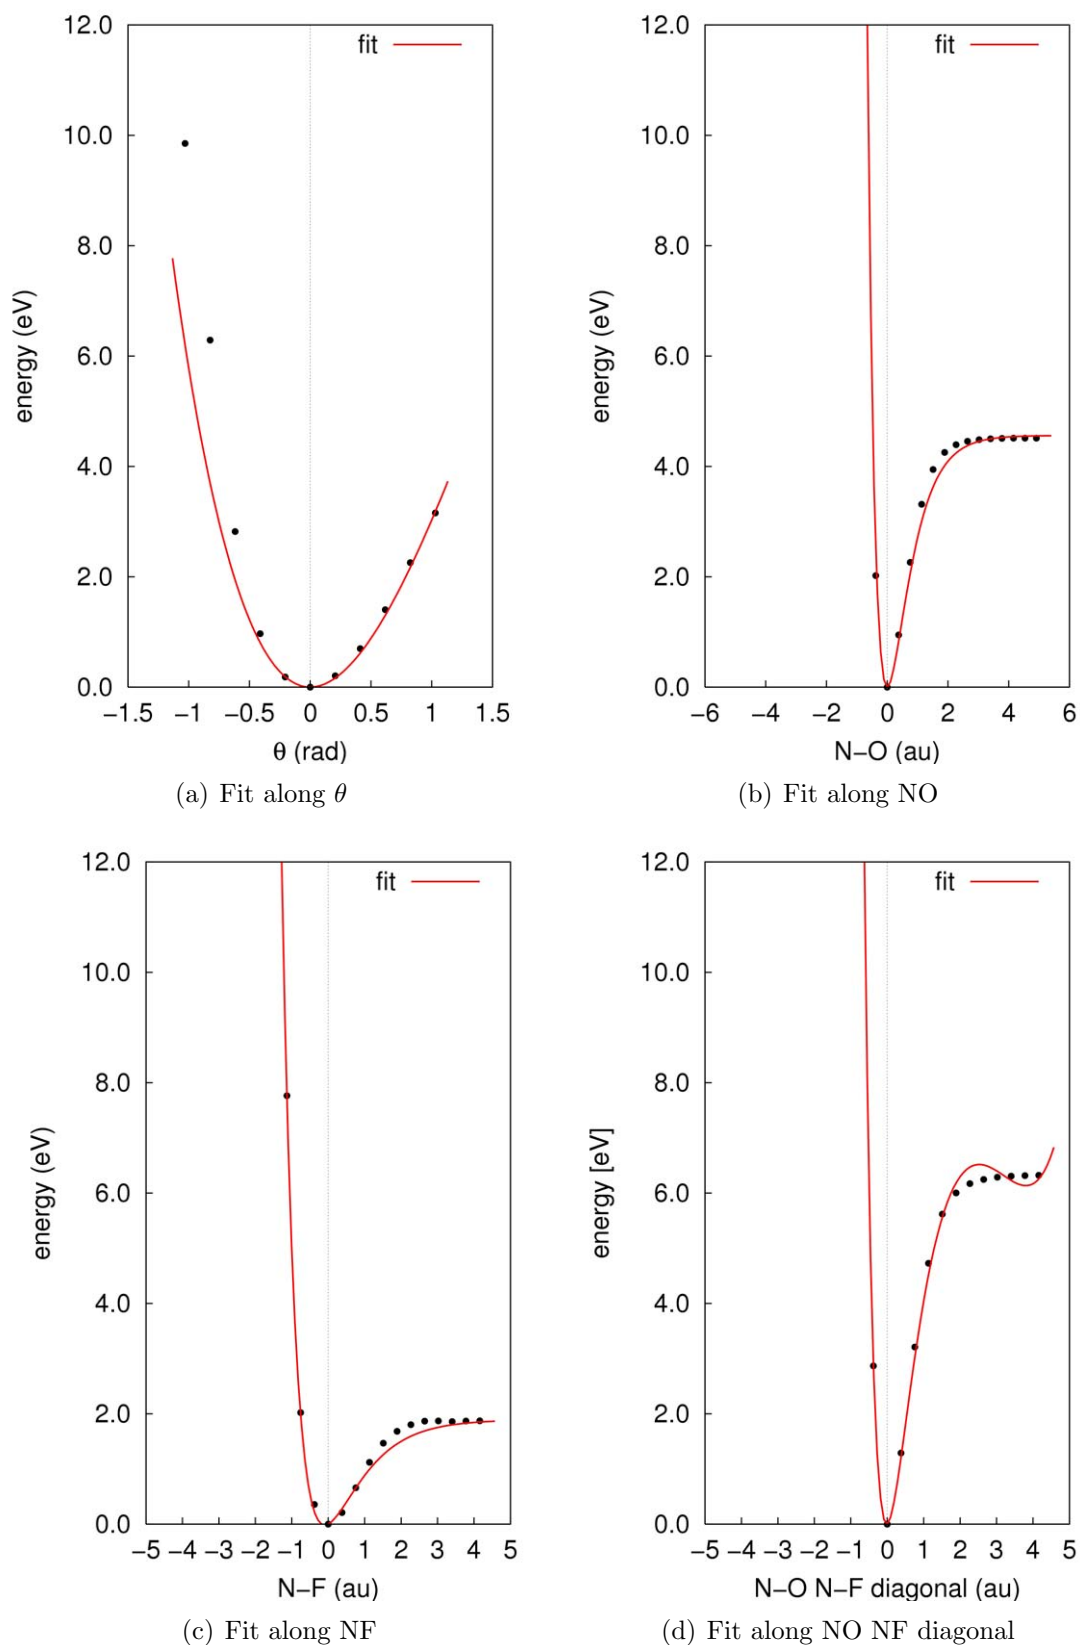 12.0
10.0
8.0
6.0
4.0
2.0
0.0
energy (eV)
fit
−1.5 −1 −0.5 0 0.5 1 1.5
θ (rad)
(a) Fit along θ
12.0
10.0
8.0
6.0
4.0
2.0
0.0
energy (eV)
fit
−6 −4 −2 0 2 4 6
N−O (au)
(b) Fit along NO
12.0
10.0
8.0
6.0
4.0
2.0
0.0
energy (eV)
fit
−5 −4 −3 −2 −1 0 1 2 3 4 5
N−F (au)
(c) Fit along NF
12.0
10.0
8.0
6.0
4.0
2.0
0.0
energy [eV]
fit
−5 −4 −3 −2 −1 0 1 2 3 4 5
N−O N−F diagonal (au)
(d) Fit along NO NF diagonal